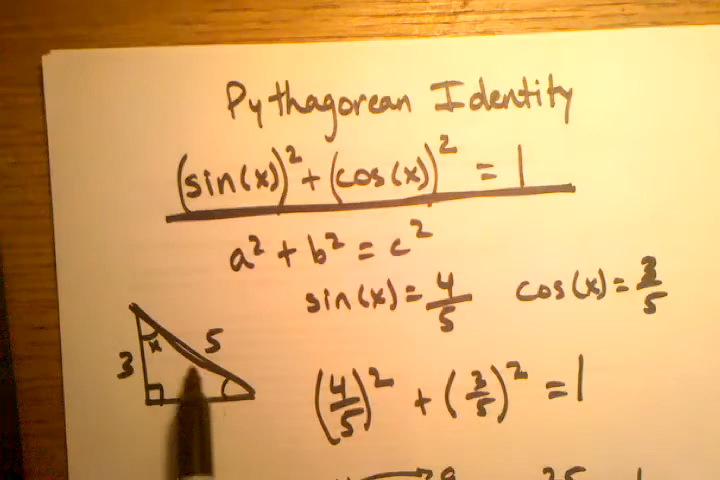 Pythagorean Identity
(sin(x))² + (cos(x))² = 1
a² + b² = c²
sin(x) = 4/5 cos(x) = 3/5
3 x 5
(4/5)² + (3/5)² = 1